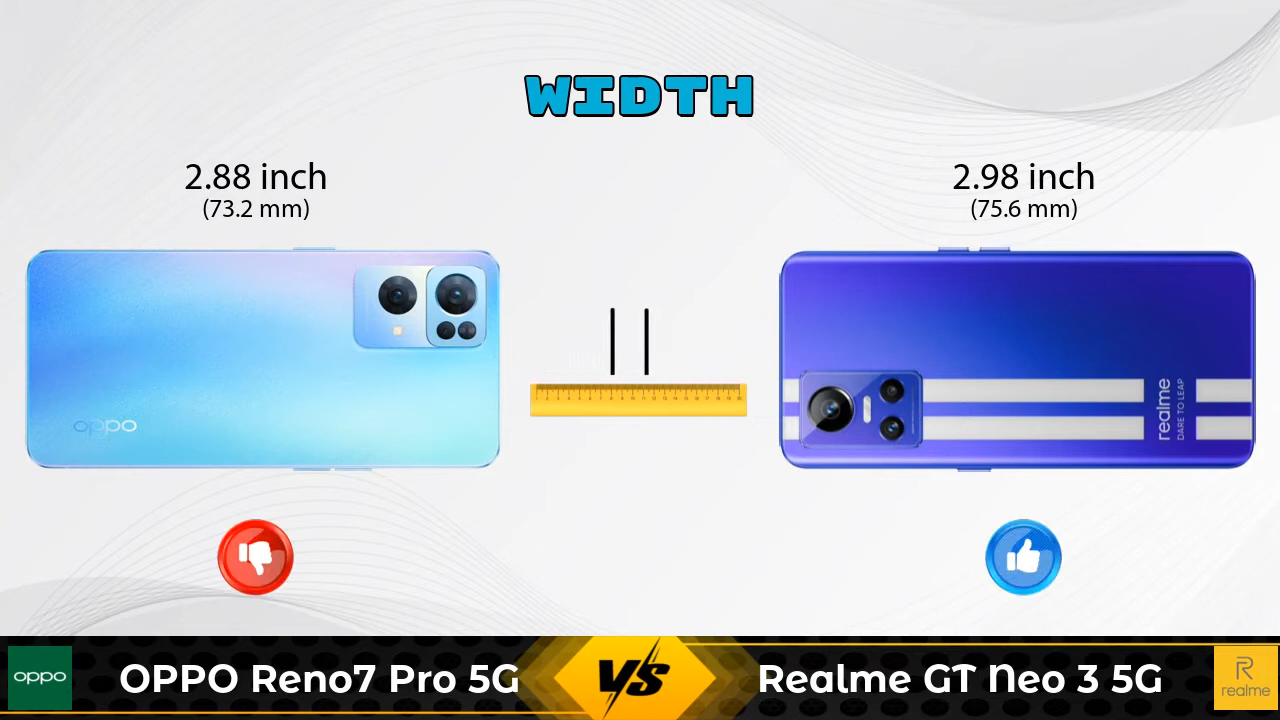 WIDTH
2.88 inch
(73.2 mm)
2.98 inch
(75.6 mm)
oppo
realme
DARE TO LEAP
oppo
OPPO Reno7 Pro 5G
VS
Realme GT Neo 3 5G
R
realme